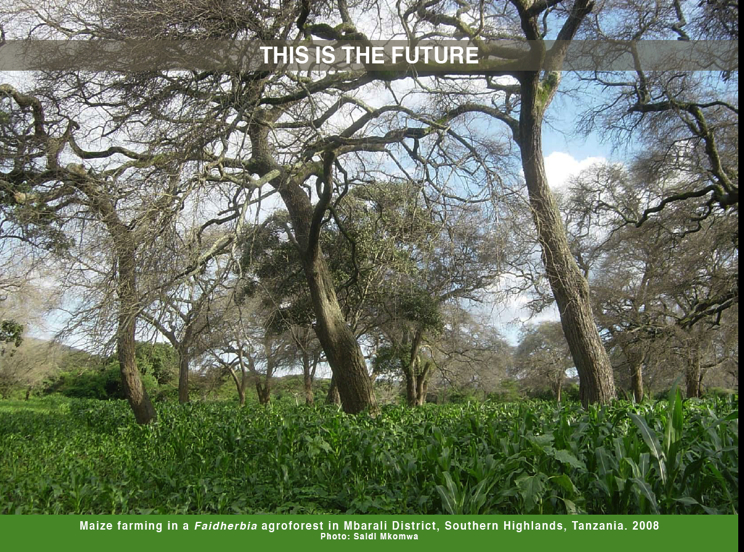 THIS IS THE FUTURE
Maize farming in a Faidherbia agroforest in Mbarali District, Southern Highlands, Tanzania. 2008
Photo: Saidi Mkomwa